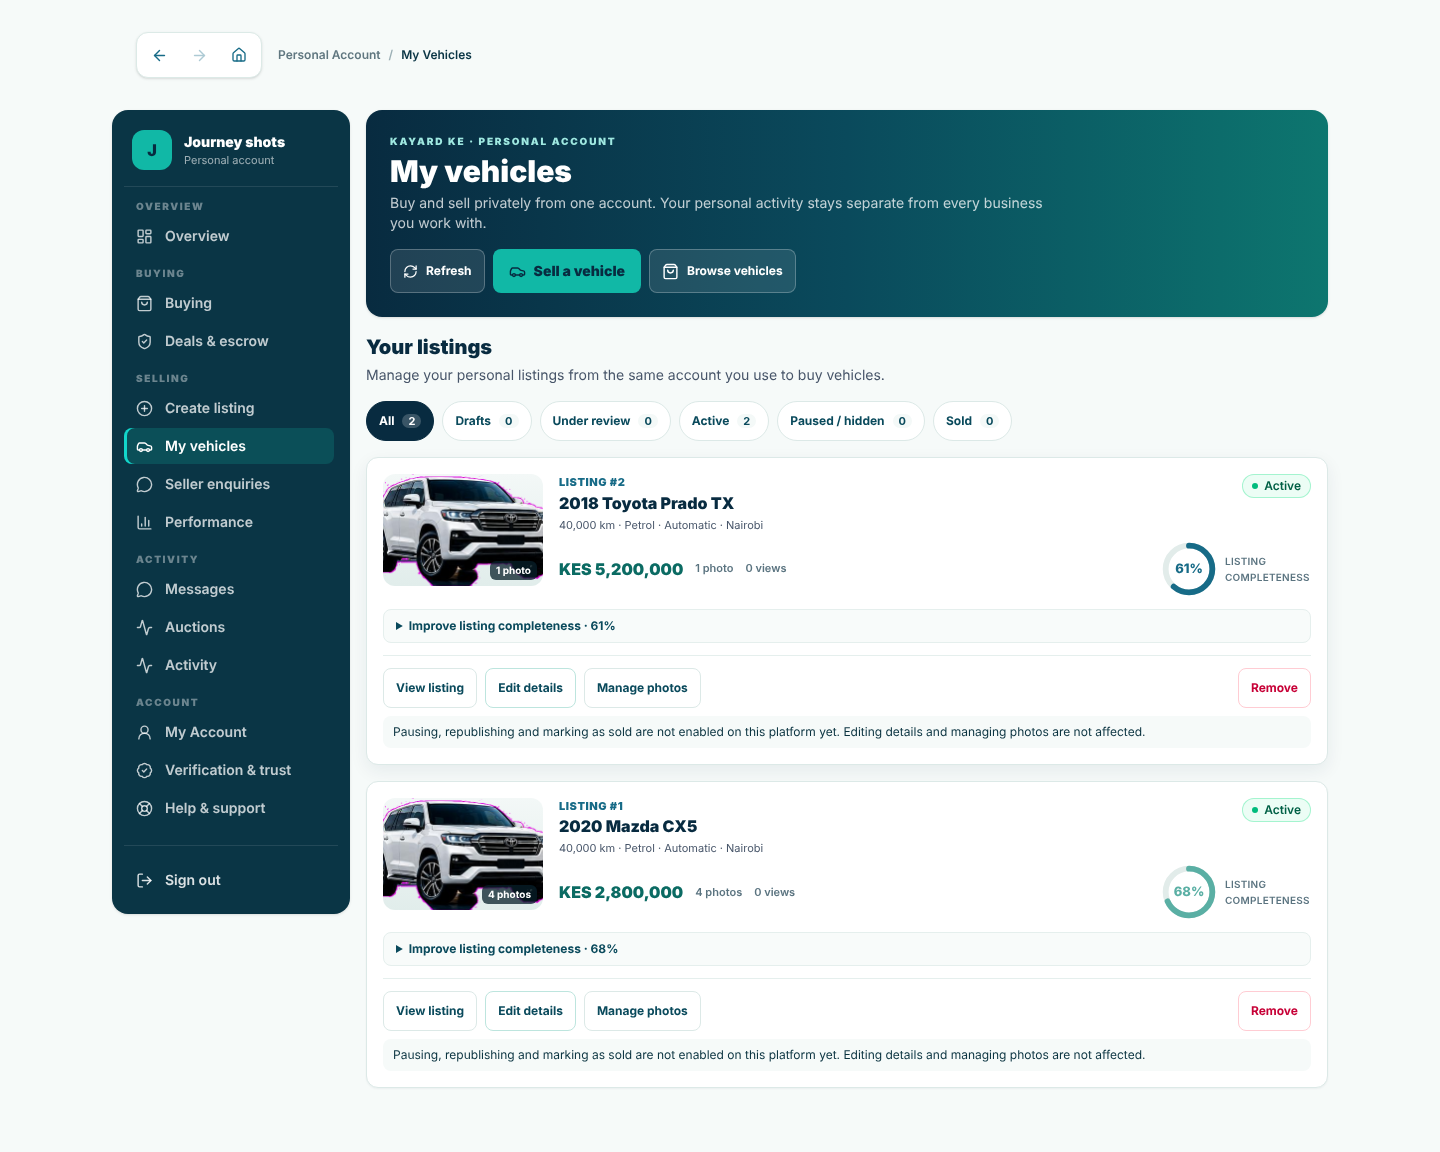 Personal Account / My Vehicles
J
Journey shots
Personal account
OVERVIEW
Overview
BUYING
Buying
Deals & escrow
SELLING
Create listing
My vehicles
Seller enquiries
Performance
ACTIVITY
Messages
Auctions
Activity
ACCOUNT
My Account
Verification & trust
Help & support
Sign out
KAYARD KE · PERSONAL ACCOUNT
My vehicles
Buy and sell privately from one account. Your personal activity stays separate from every business
you work with.
Refresh
Sell a vehicle
Browse vehicles
Your listings
Manage your personal listings from the same account you use to buy vehicles.
All 2
Drafts 0
Under review 0
Active 2
Paused / hidden 0
Sold 0
1 photo
LISTING #2
2018 Toyota Prado TX
40,000 km · Petrol · Automatic · Nairobi
KES 5,200,000 1 photo 0 views
Active
61%
LISTING
COMPLETENESS
Improve listing completeness · 61%
View listing
Edit details
Manage photos
Remove
Pausing, republishing and marking as sold are not enabled on this platform yet. Editing details and managing photos are not affected.
4 photos
LISTING #1
2020 Mazda CX5
40,000 km · Petrol · Automatic · Nairobi
KES 2,800,000 4 photos 0 views
Active
68%
LISTING
COMPLETENESS
Improve listing completeness · 68%
View listing
Edit details
Manage photos
Remove
Pausing, republishing and marking as sold are not enabled on this platform yet. Editing details and managing photos are not affected.